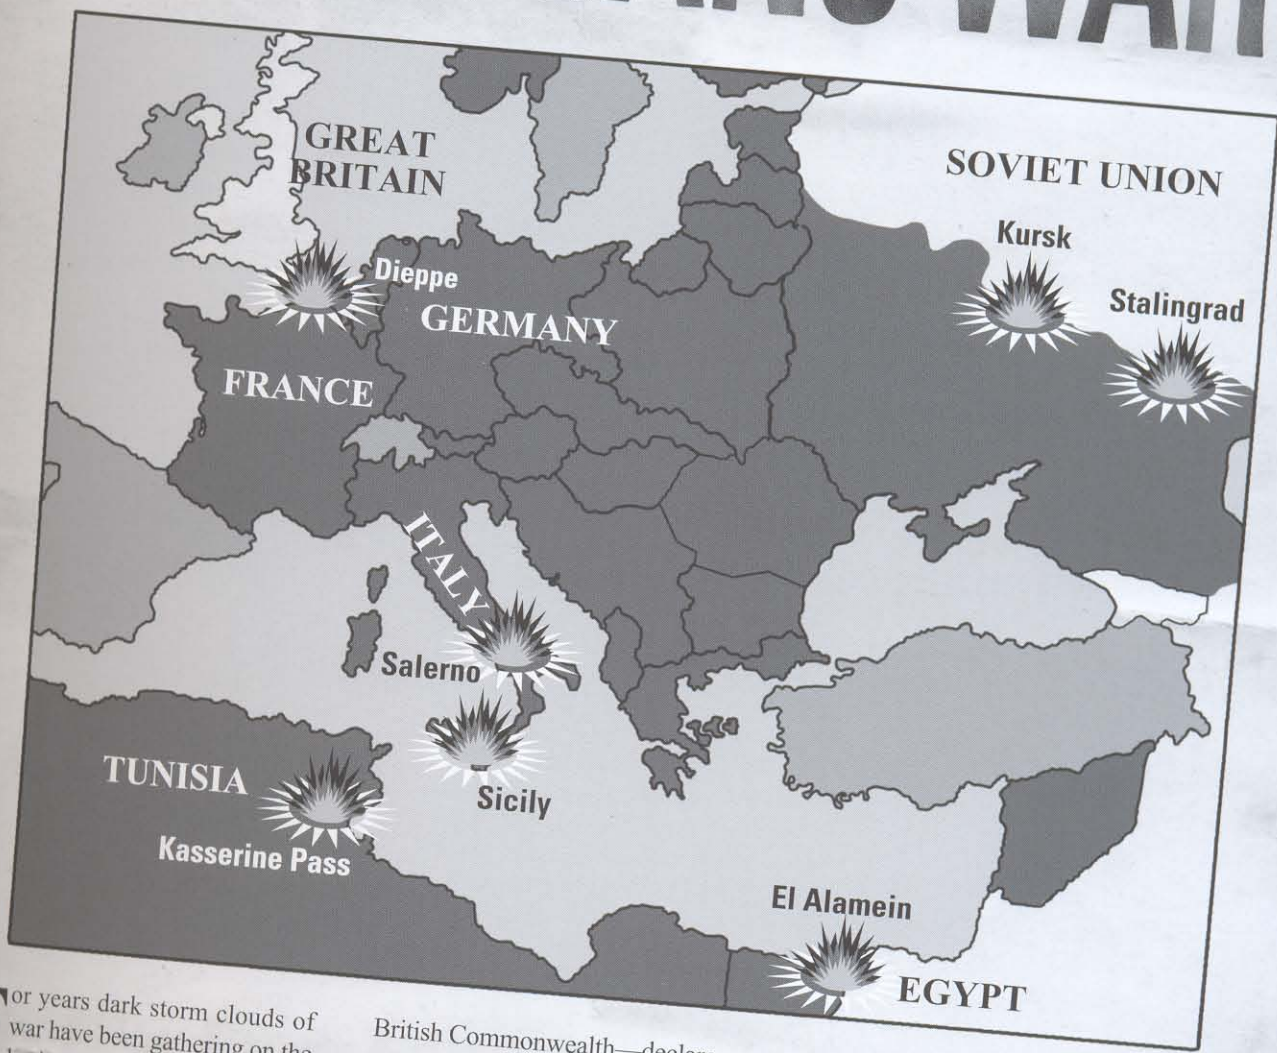 WAR
GREAT
BRITAIN
SOVIET UNION
Kursk
Dieppe
Stalingrad
GERMANY
FRANCE
ITALY
Salerno
Sicily
TUNISIA
Kasserine Pass
El Alamein
EGYPT
or years dark storm clouds of
war have been gathering on the
British Commonwealth—